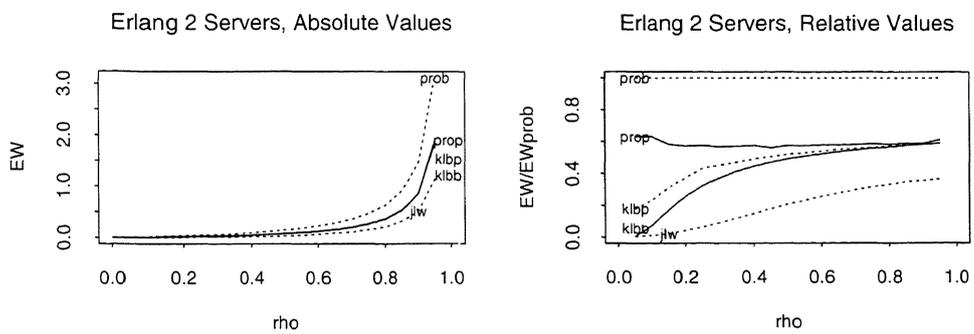 Erlang 2 Servers, Absolute Values
EW
3.0
2.0
1.0
0.0
prob
prop
klbp
klbb
jlw
0.0 0.2 0.4 0.6 0.8 1.0
rho
Erlang 2 Servers, Relative Values
EW/EWprob
0.8
0.4
0.0
prob
prop
klbp
klbb
jlw
0.0 0.2 0.4 0.6 0.8 1.0
rho